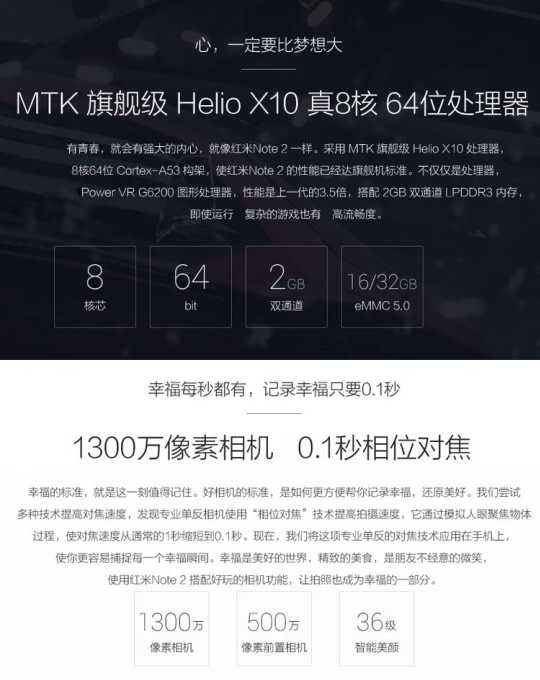 心，一定要比梦想大
MTK 旗舰级 Helio X10 真8核 64位处理器
有青春，就会有强大的内心，就像红米Note 2 一样。采用 MTK 旗舰级 Helio X10 处理器，
8核64位 Cortex-A53 构架，使红米Note 2 的性能已经达旗舰机标准。不仅仅是处理器，
Power VR G6200 图形处理器，性能是上一代的3.5倍，搭配 2GB 双通道 LPDDR3 内存，
即使运行 复杂的游戏也有 高流畅度。
8 64 2GB 16/32GB
核芯 bit 双通道 eMMC 5.0
幸福每秒都有，记录幸福只要0.1秒
1300万像素相机 0.1秒相位对焦
幸福的标准，就是这一刻值得记住。好相机的标准，是如何更方便帮你记录幸福，还原美好。我们尝试
多种技术提高对焦速度，发现专业单反相机使用“相位对焦”技术提高拍摄速度，它通过模拟人眼聚焦物体
过程，使对焦速度从通常的1秒缩短到0.1秒。现在，我们将这项专业单反的对焦技术应用在手机上，
使你更容易捕捉每一个幸福瞬间。幸福是美好的世界，精致的美食，是朋友不经意的微笑，
使用红米Note 2 搭配好玩的相机功能，让拍照也成为幸福的一部分。
1300万 500万 36级
像素相机 像素前置相机 智能美颜